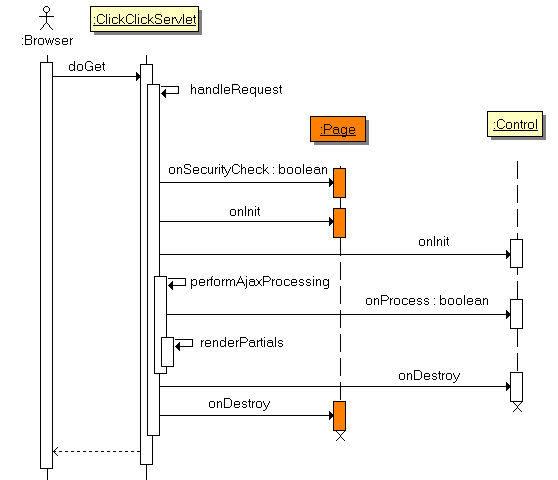 :Browser
:ClickClickServlet
doGet
handleRequest
:Page
:Control
onSecurityCheck : boolean
onInit
onInit
performAjaxProcessing
onProcess : boolean
renderPartials
onDestroy
onDestroy